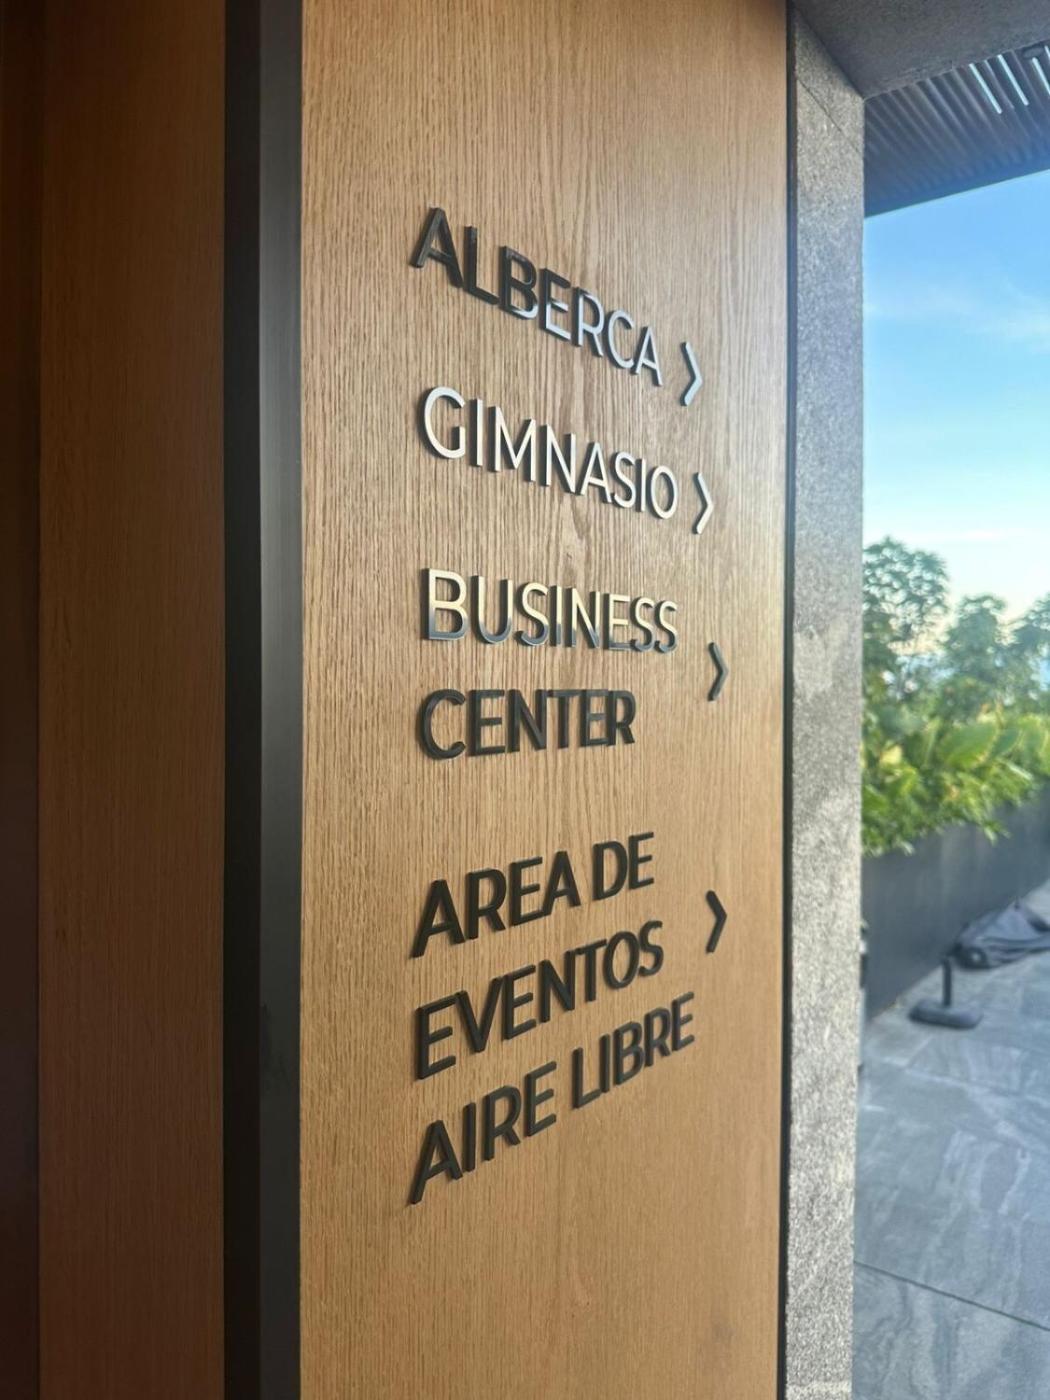 ALBERCA >
GIMNASIO >
BUSINESS
CENTER >
AREA DE
EVENTOS >
AIRE LIBRE